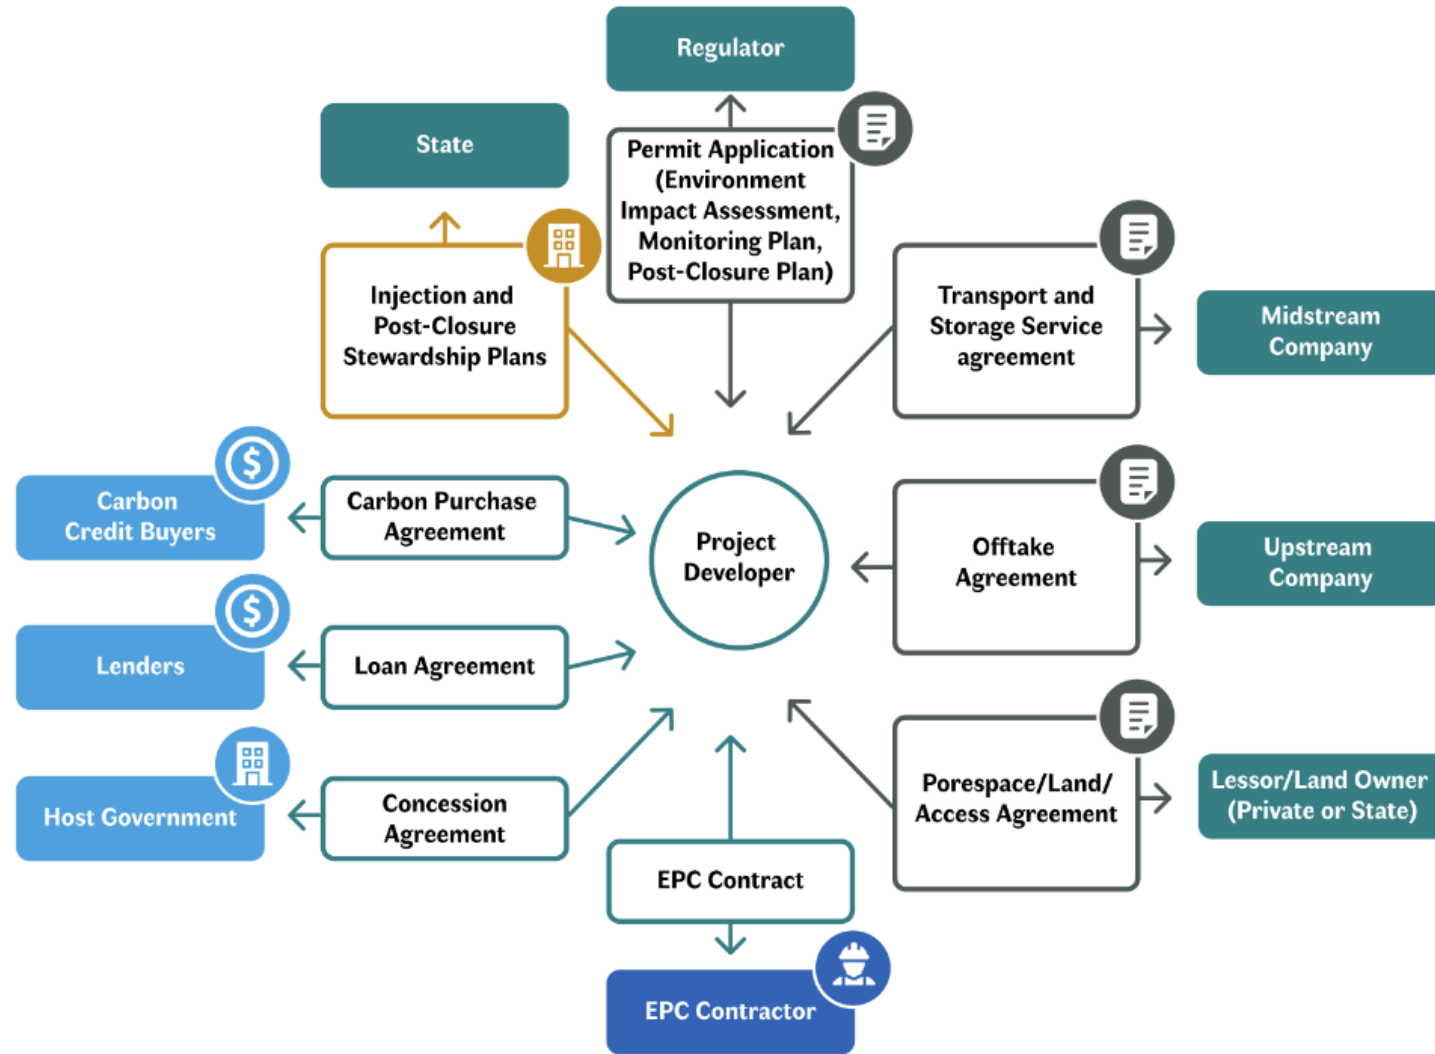 Regulator
State
Permit Application
(Environment
Impact Assessment,
Monitoring Plan,
Post-Closure Plan)
Injection and
Post-Closure
Stewardship Plans
Transport and
Storage Service
agreement
Midstream
Company
Carbon
Credit Buyers
Carbon Purchase
Agreement
Project
Developer
Offtake
Agreement
Upstream
Company
Lenders
Loan Agreement
Host Government
Concession
Agreement
Porespace/Land/
Access Agreement
Lessor/Land Owner
(Private or State)
EPC Contract
EPC Contractor